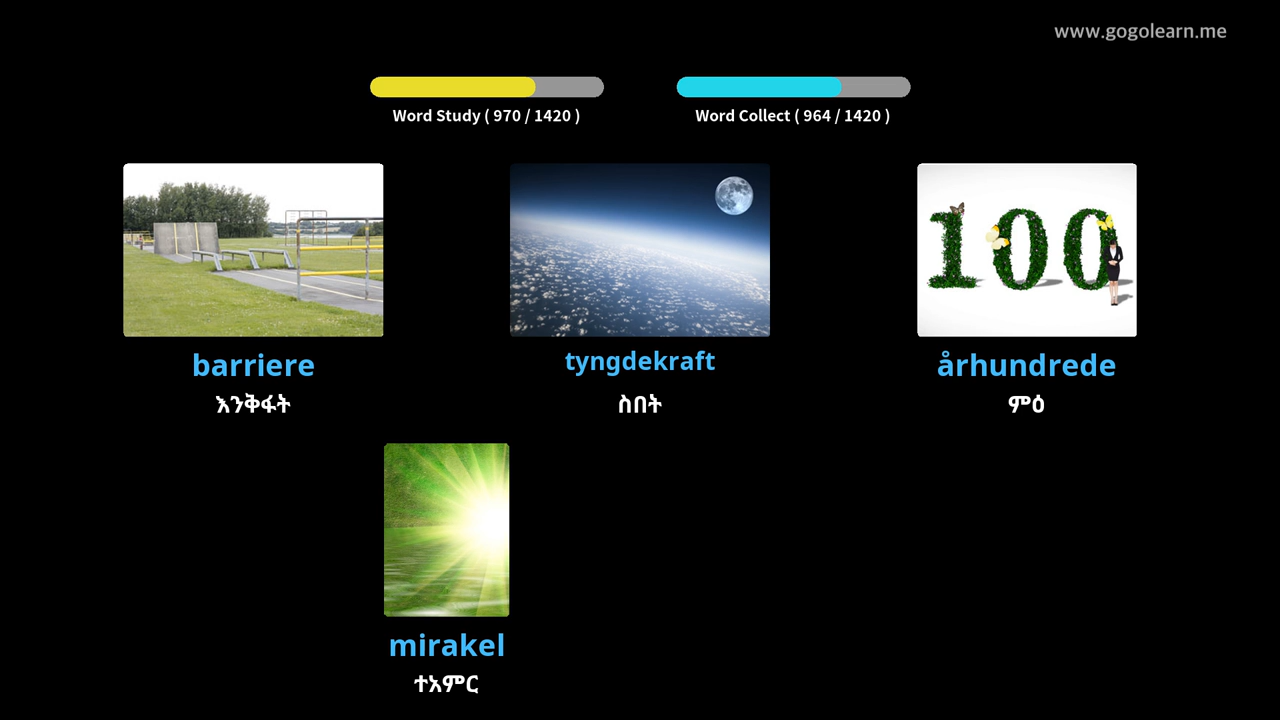 www.gogolearn.me
Word Study ( 970 / 1420 )
Word Collect ( 964 / 1420 )
barriere
እንቅፋት
tyngdekraft
ስበት
århundrede
ምዕ
mirakel
ተአምር